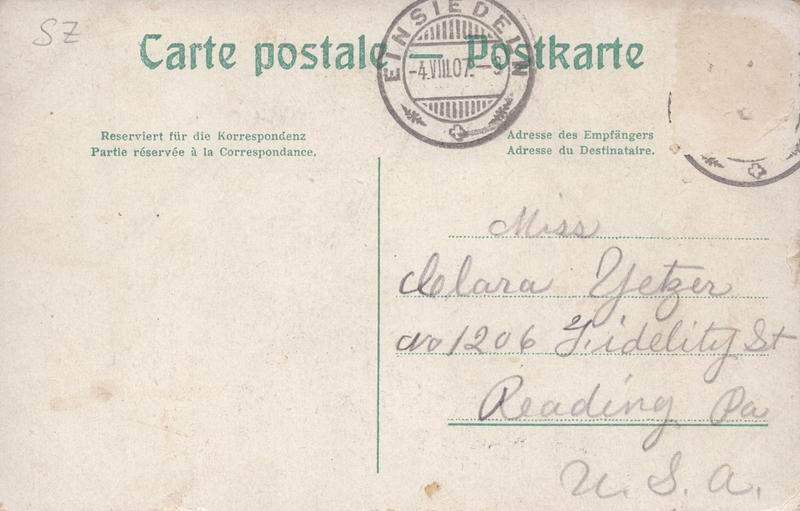 SZ
Carte postale — Postkarte
EINSIEDELN
-4.VIII.07.-9
Reserviert für die Korrespondenz
Partie réservée à la Correspondance.
Adresse des Empfängers
Adresse du Destinataire.
Miss
Clara Yetzer
No 1206 Fidelity St
Reading Pa
U. S. A.